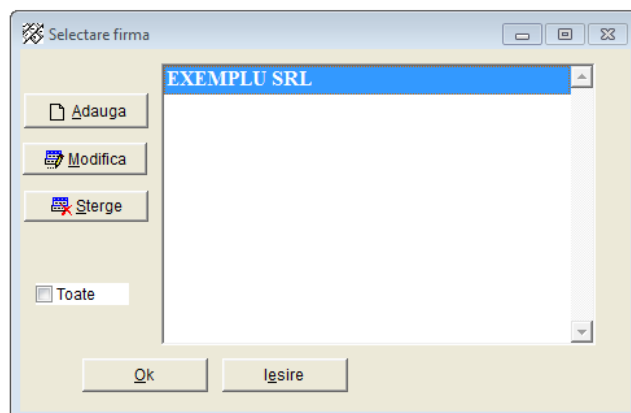 Selectare firma
EXEMPLU SRL
Adauga
Modifica
Sterge
Toate
Ok
Iesire